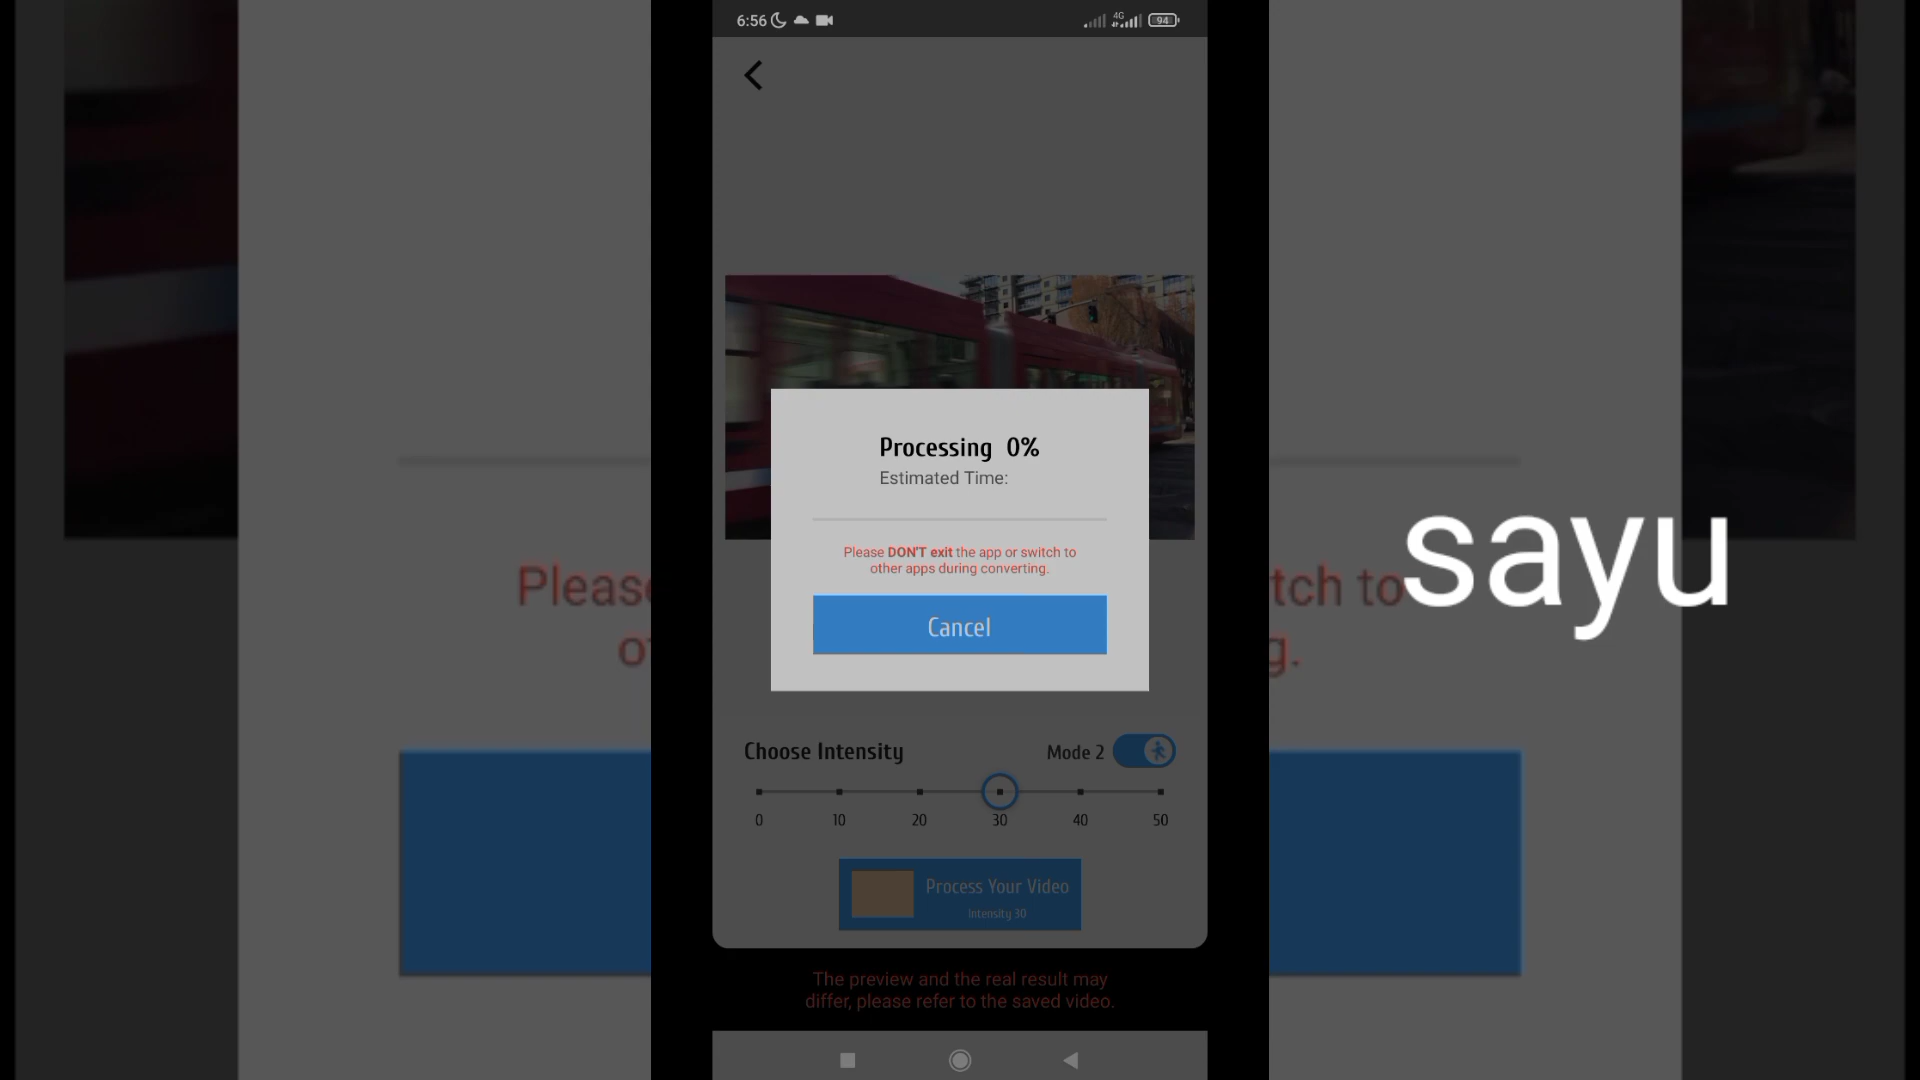 6:56
4G
94
Processing 0%
Estimated Time:
Please DON'T exit the app or switch to
other apps during converting.
Cancel
Choose Intensity
Mode 2
0 10 20 30 40 50
Process Your Video
Intensity 30
The preview and the real result may
differ, please refer to the saved video.
sayu